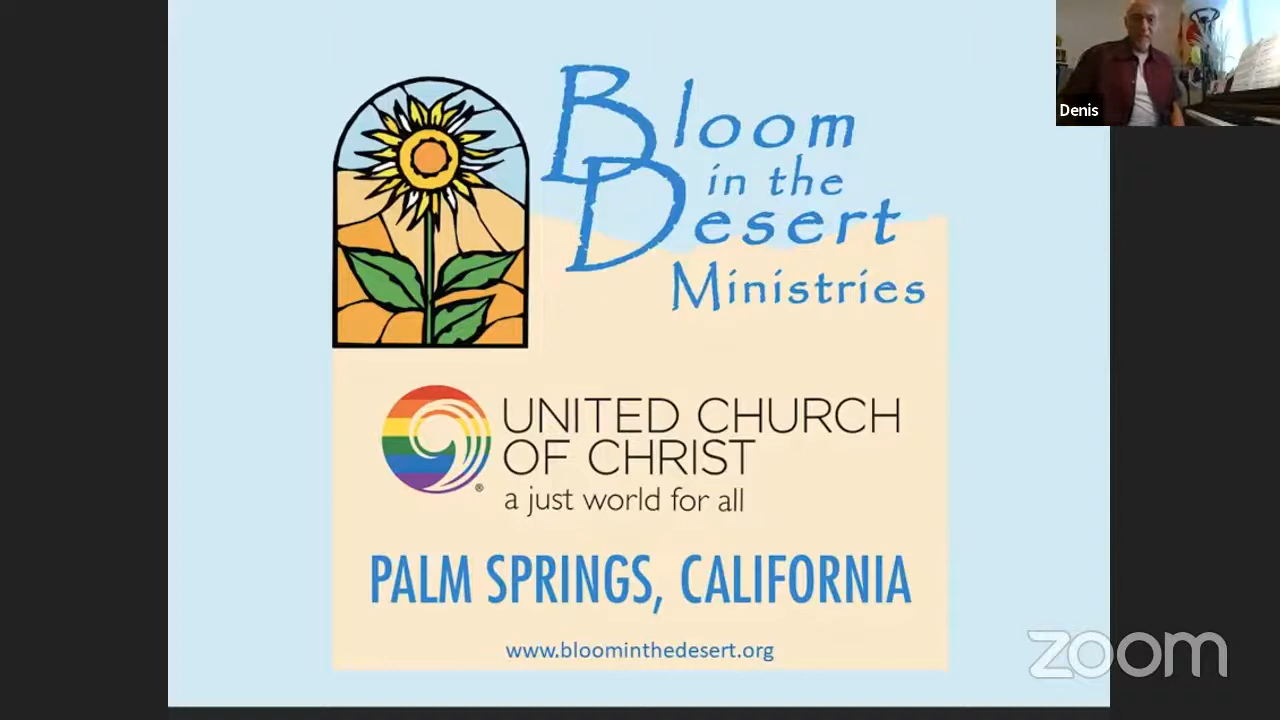 Bloom
in the
Desert
Ministries
UNITED CHURCH
OF CHRIST
®
a just world for all
PALM SPRINGS, CALIFORNIA
www.bloominthedesert.org
Denis
zoom